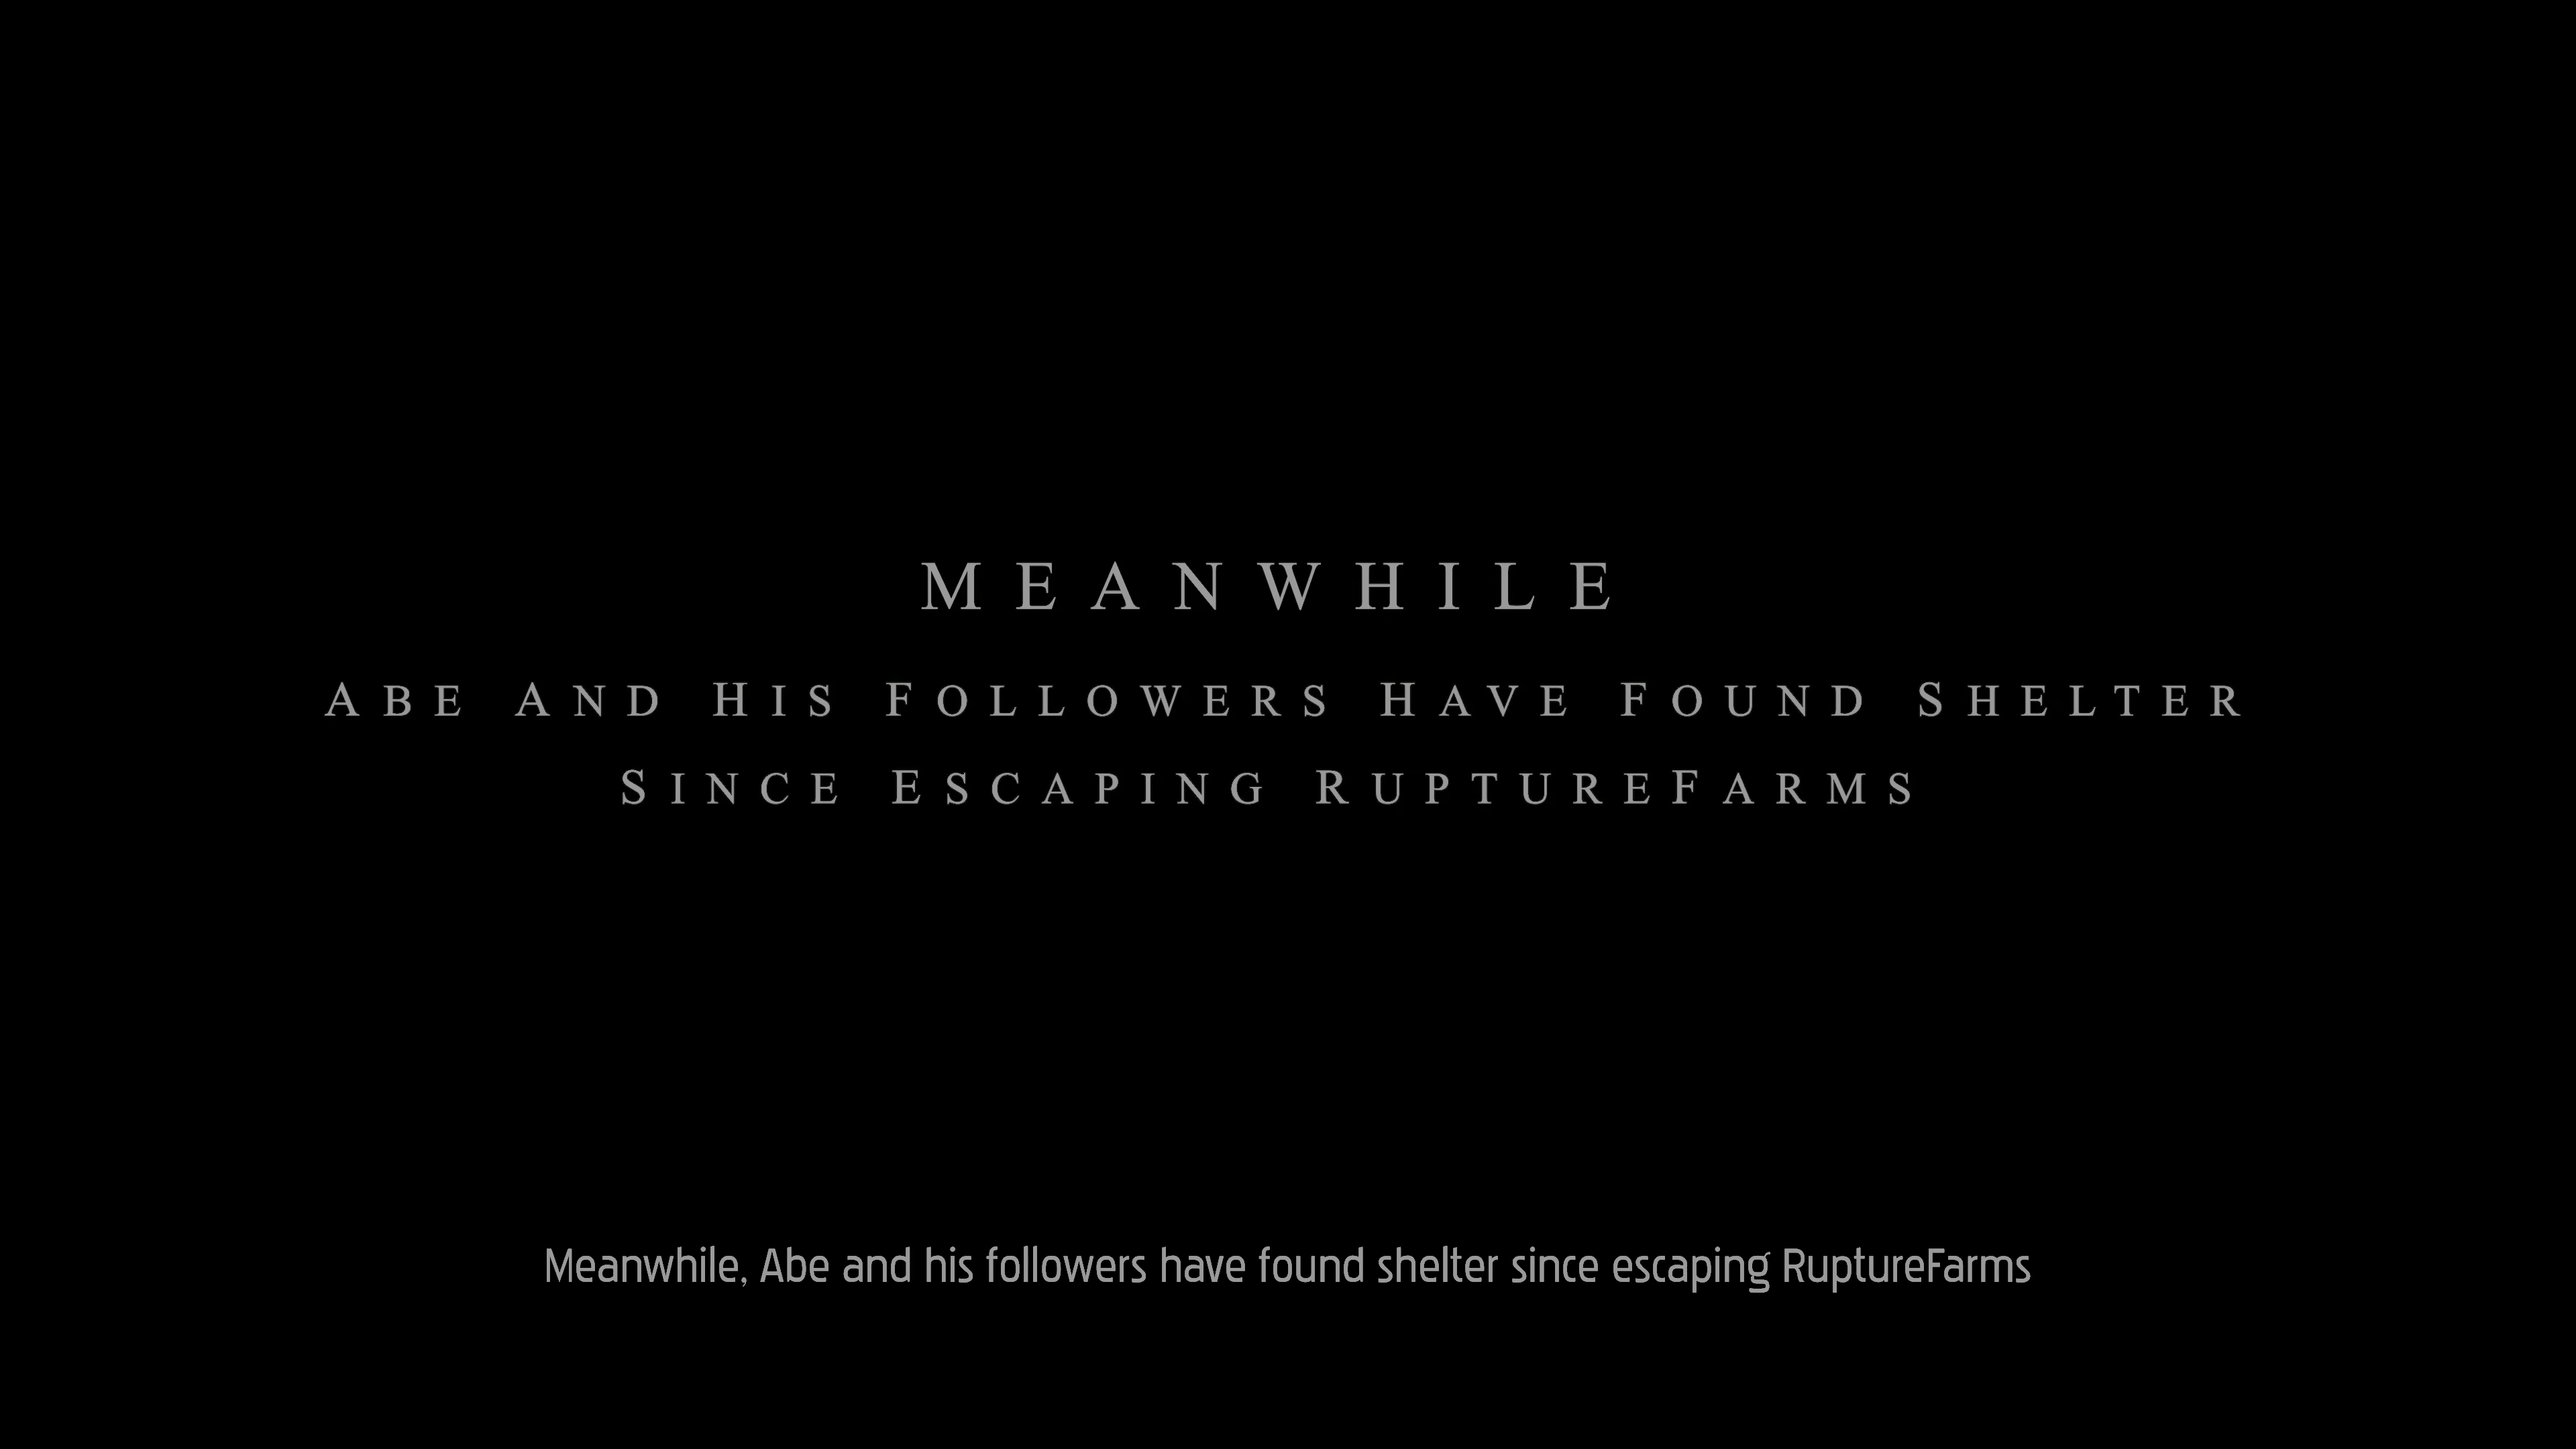 MEANWHILE
ABE AND HIS FOLLOWERS HAVE FOUND SHELTER
SINCE ESCAPING RUPTUREFARMS
Meanwhile, Abe and his followers have found shelter since escaping RuptureFarms